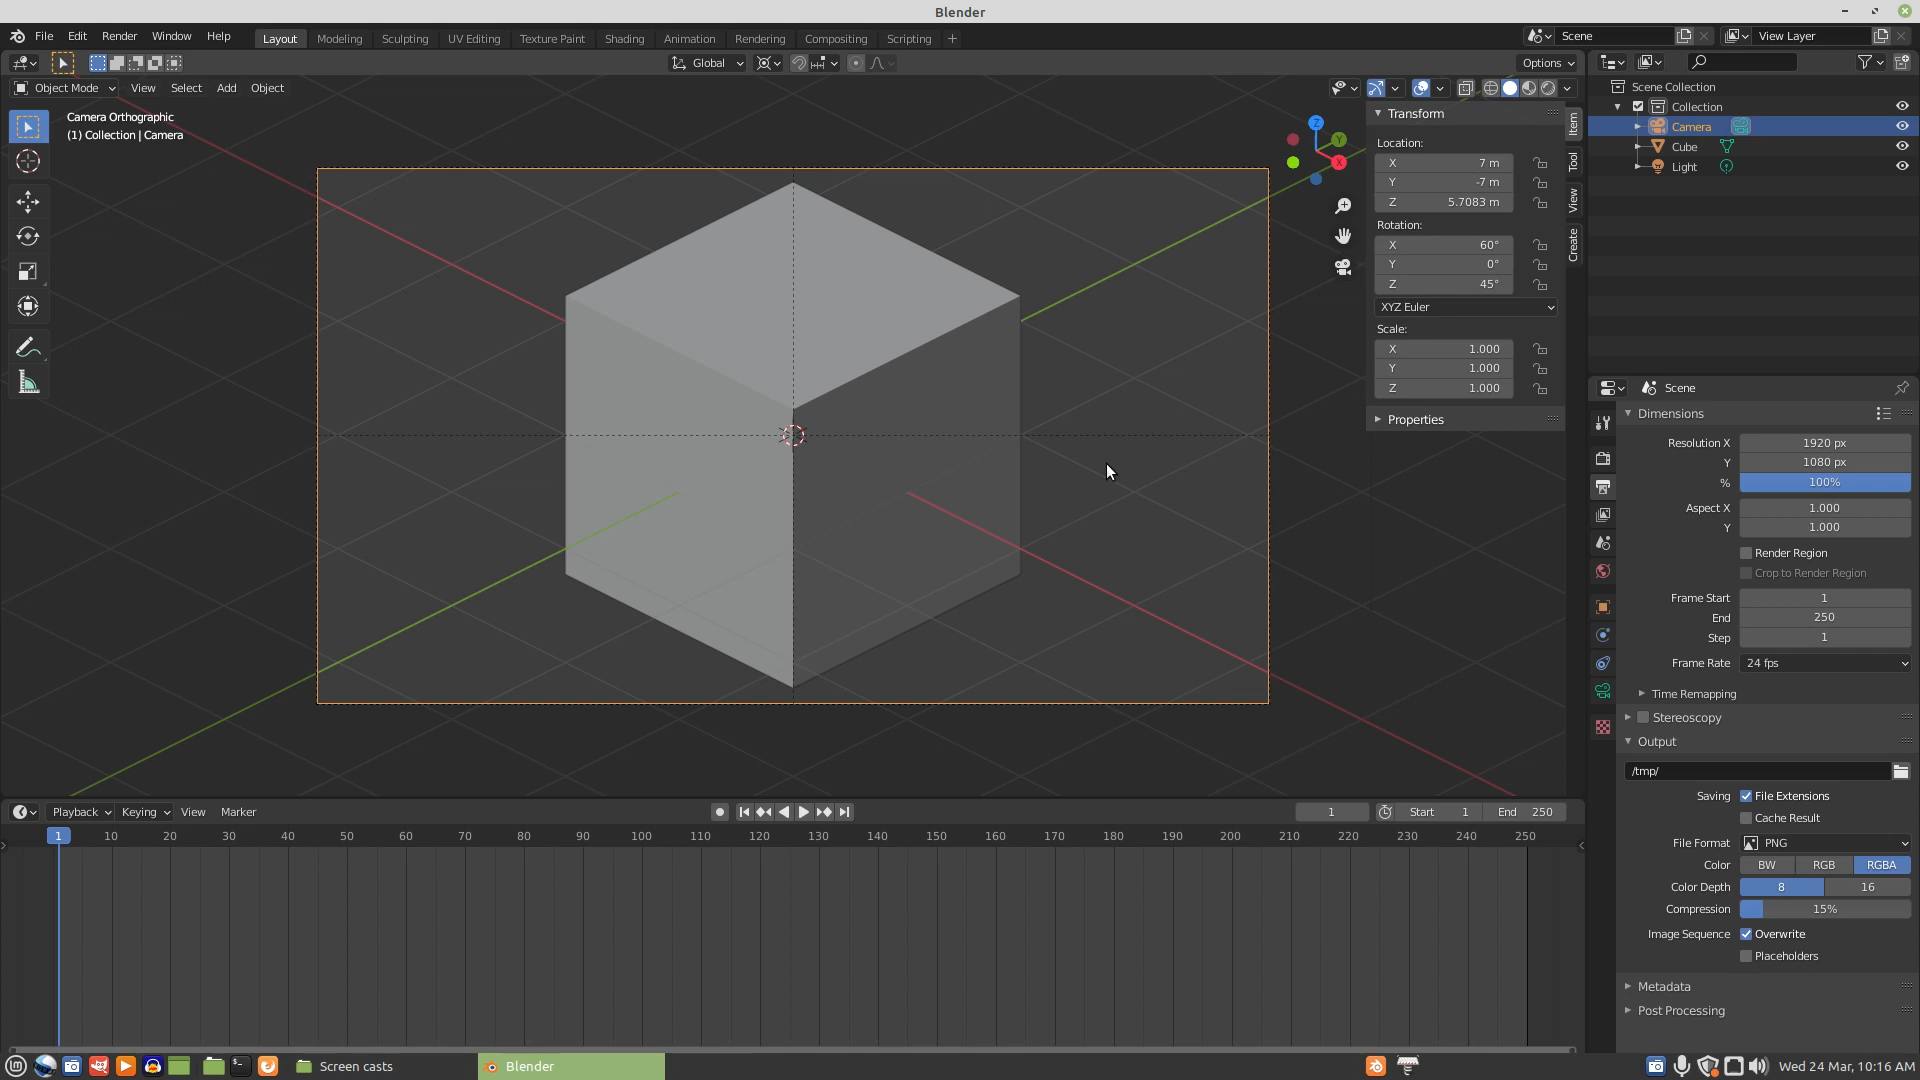 Blender
File Edit Render Window Help
Layout Modeling Sculpting UV Editing Texture Paint Shading Animation Rendering Compositing Scripting +
Scene View Layer
Global Options
Object Mode View Select Add Object
Camera Orthographic
(1) Collection | Camera
Z
Y
X
Transform
Location:
X 7 m
Y -7 m
Z 5.7083 m
Rotation:
X 60°
Y 0°
Z 45°
XYZ Euler
Scale:
X 1.000
Y 1.000
Z 1.000
Properties
Item
Tool
View
Create
Scene Collection
Collection
Camera
Cube
Light
Scene
Dimensions
Resolution X 1920 px
Y 1080 px
% 100%
Aspect X 1.000
Y 1.000
Render Region
Crop to Render Region
Frame Start 1
End 250
Step 1
Frame Rate 24 fps
Time Remapping
Stereoscopy
Output
/tmp/
Saving File Extensions
Cache Result
File Format PNG
Color BW RGB RGBA
Color Depth 8 16
Compression 15%
Image Sequence Overwrite
Placeholders
Metadata
Post Processing
Playback Keying View Marker
1 Start 1 End 250
1 10 20 30 40 50 60 70 80 90 100 110 120 130 140 150 160 170 180 190 200 210 220 230 240 250
Screen casts Blender
Wed 24 Mar, 10:16 AM